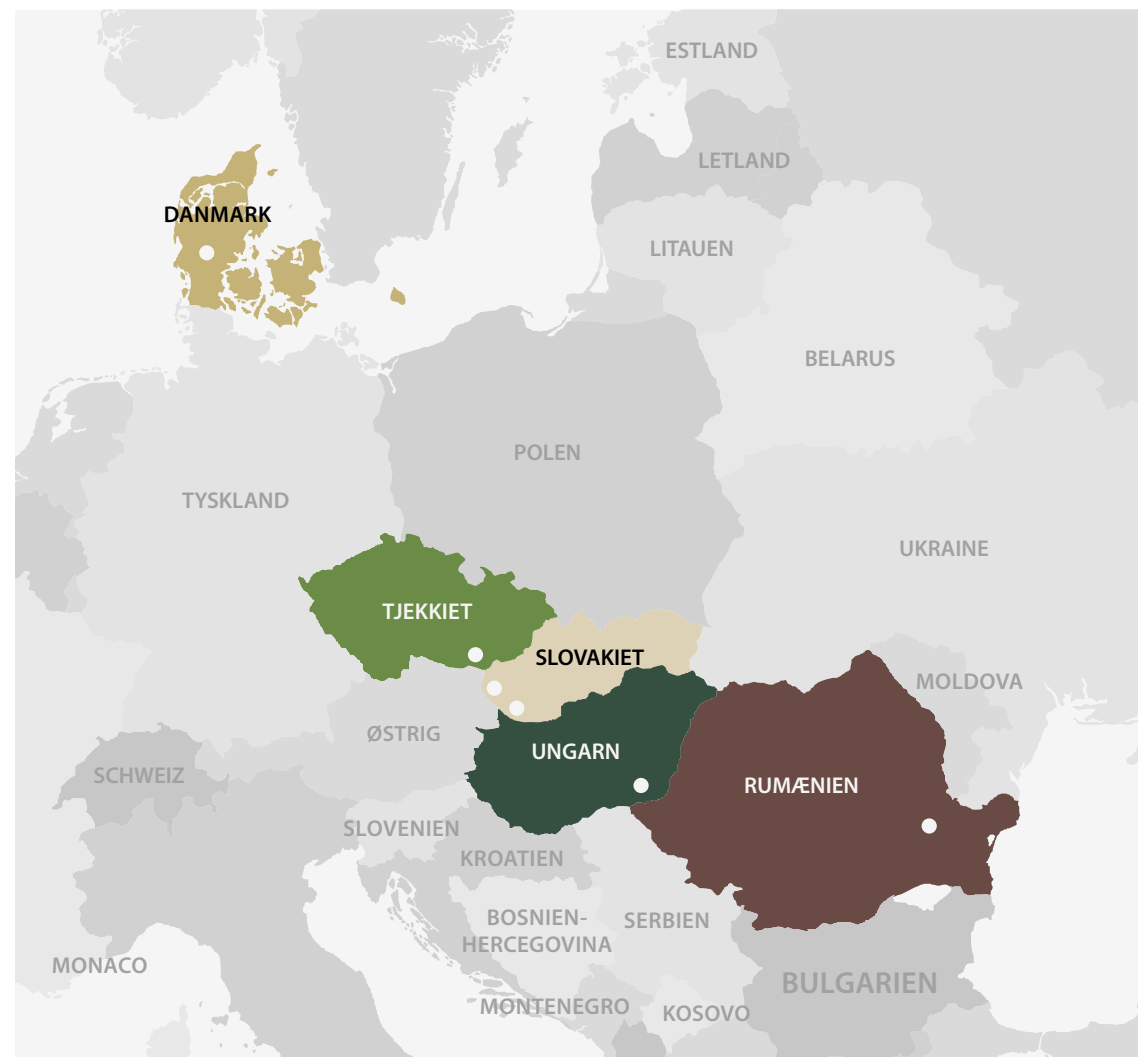 ESTLAND
LETLAND
DANMARK
LITAUEN
BELARUS
POLEN
TYSKLAND
UKRAINE
TJEKKIET
SLOVAKIET
MOLDOVA
ØSTRIG
UNGARN
SCHWEIZ
RUMÆNIEN
SLOVENIEN
KROATIEN
BOSNIEN-
HERCEGOVINA
SERBIEN
MONACO
BULGARIEN
MONTENEGRO
KOSOVO